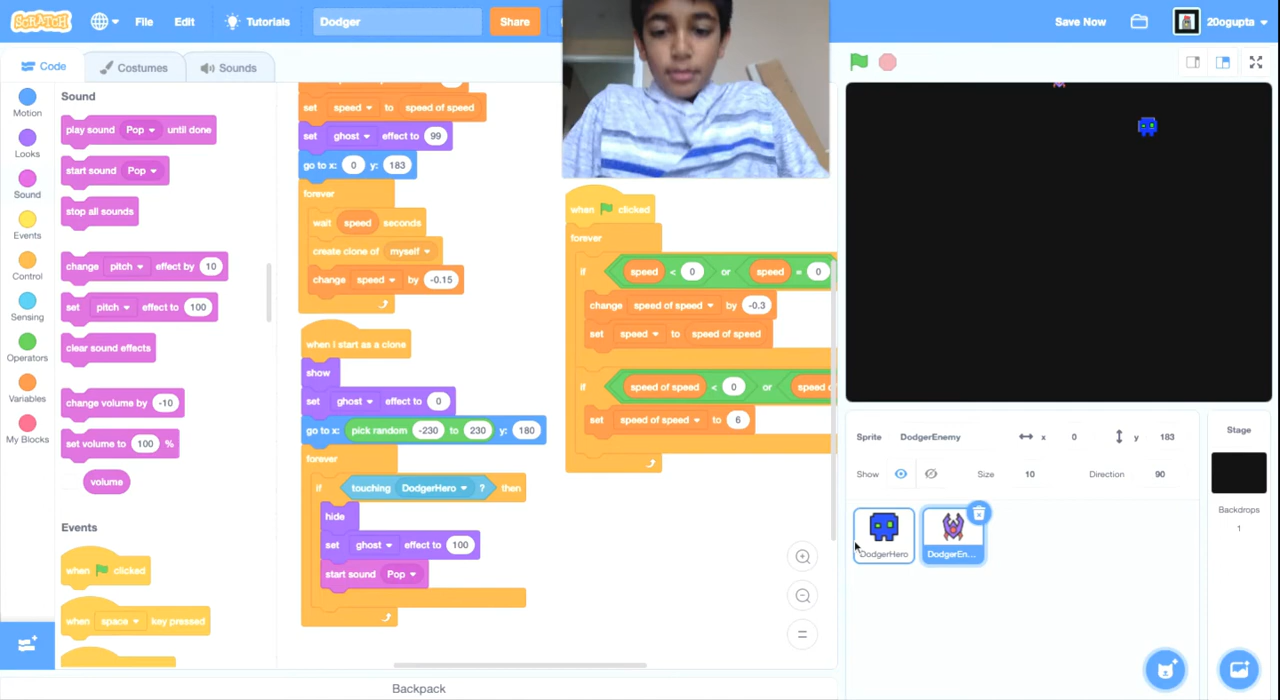 SCRATCH File Edit Tutorials Dodger Share Save Now 20ogupta
Code Costumes Sounds
Motion
Looks
Sound
Events
Control
Sensing
Operators
Variables
My Blocks
Sound
play sound Pop until done
start sound Pop
stop all sounds
change pitch effect by 10
set pitch effect to 100
clear sound effects
change volume by -10
set volume to 100 %
volume
Events
when clicked
when space key pressed
set speed to speed of speed
set ghost effect to 99
go to x: 0 y: 183
forever
wait speed seconds
create clone of myself
change speed by -0.15
when I start as a clone
show
set ghost effect to 0
go to x: pick random -230 to 230 y: 180
forever
if touching DodgerHero ? then
hide
set ghost effect to 100
start sound Pop
when clicked
forever
if speed < 0 or speed = 0
change speed of speed by -0.3
set speed to speed of speed
if speed of speed < 0 or speed
set speed of speed to 6
Backpack
Sprite DodgerEnemy x 0 y 183
Show Size 10 Direction 90
DodgerHero
DodgerEn...
Stage
Backdrops
1